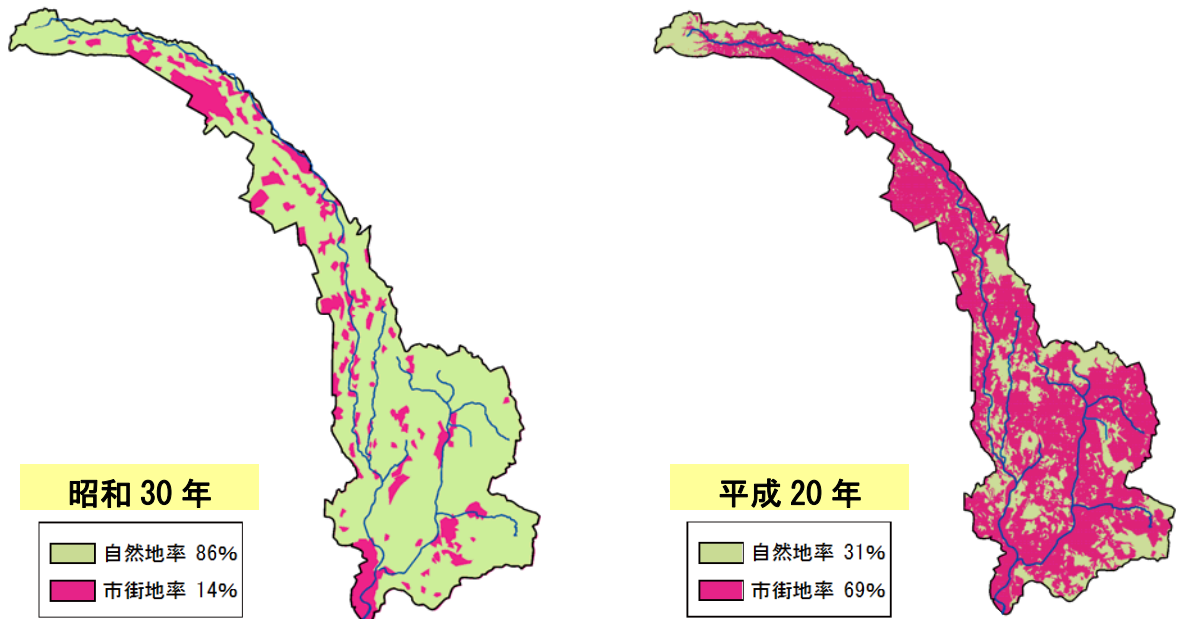 昭和 30 年
自然地率 86%
市街地率 14%
平成 20 年
自然地率 31%
市街地率 69%